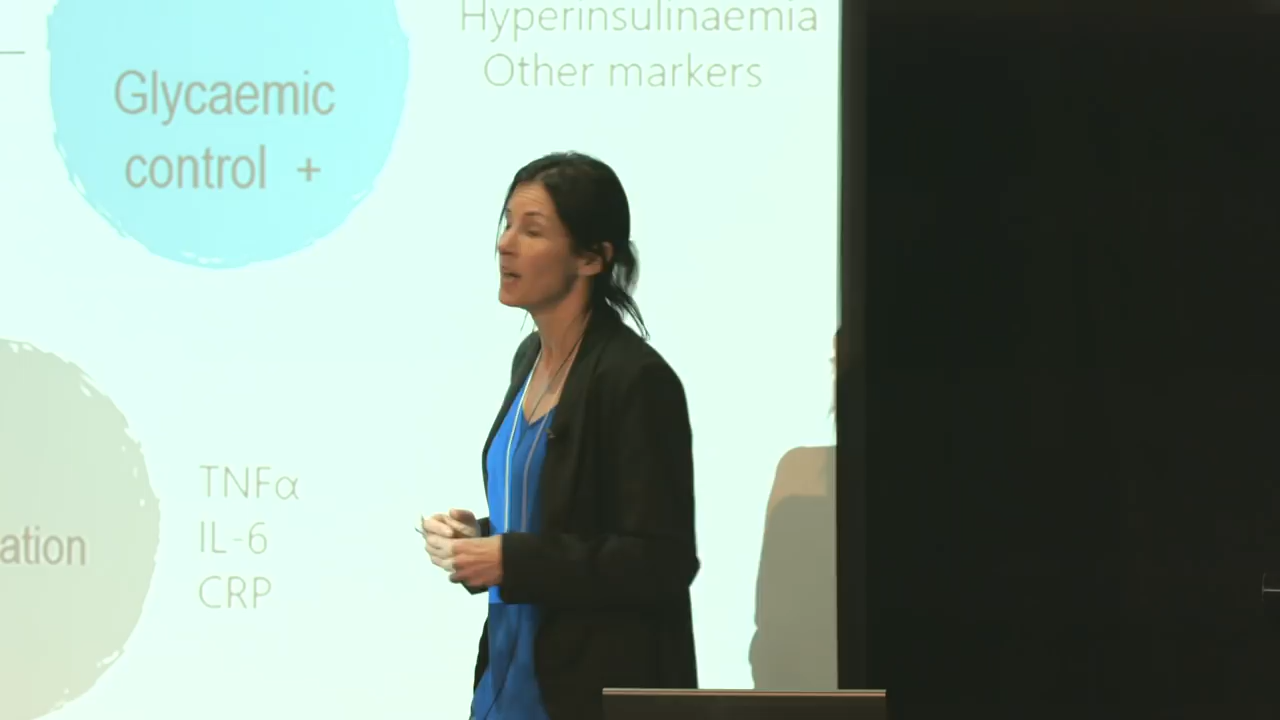 Hyperinsulinaemia
Other markers
Glycaemic
control +
TNFα
IL-6
CRP
ation